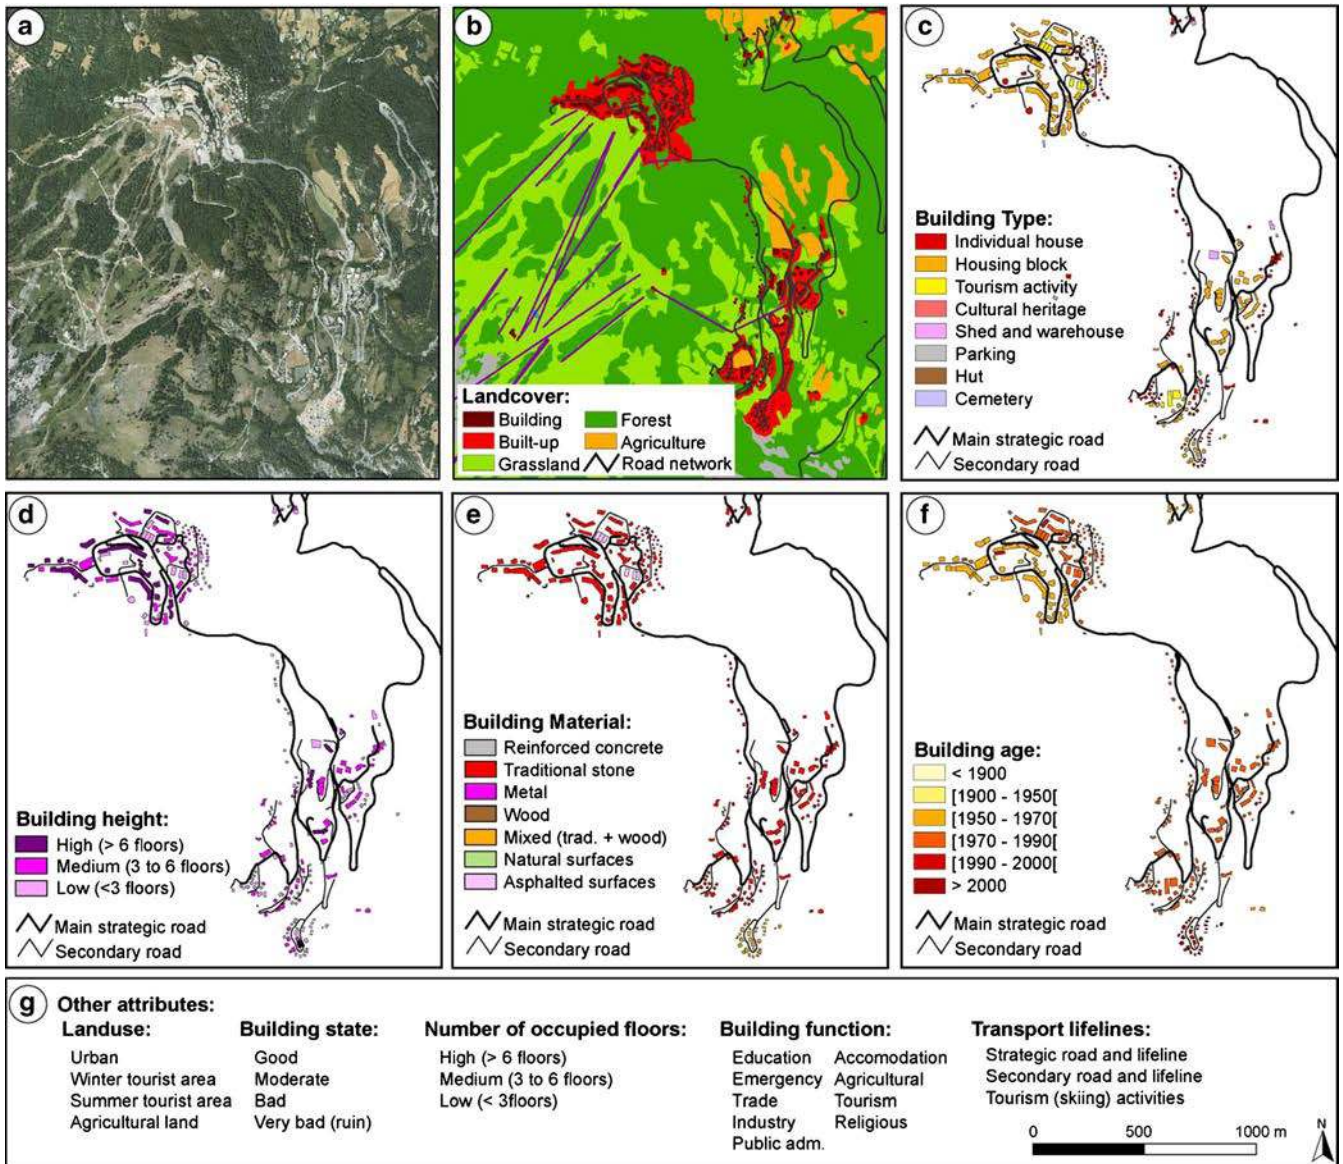 a
b
Landcover:
Building
Forest
Built-up
Agriculture
Grassland
Road network
c
Building Type:
Individual house
Housing block
Tourism activity
Cultural heritage
Shed and warehouse
Parking
Hut
Cemetery
Main strategic road
Secondary road
d
Building height:
High (> 6 floors)
Medium (3 to 6 floors)
Low (<3 floors)
Main strategic road
Secondary road
e
Building Material:
Reinforced concrete
Traditional stone
Metal
Wood
Mixed (trad. + wood)
Natural surfaces
Asphalted surfaces
Main strategic road
Secondary road
f
Building age:
< 1900
[1900 - 1950[
[1950 - 1970[
[1970 - 1990[
[1990 - 2000[
> 2000
Main strategic road
Secondary road
g Other attributes:
Landuse:
Urban
Winter tourist area
Summer tourist area
Agricultural land
Building state:
Good
Moderate
Bad
Very bad (ruin)
Number of occupied floors:
High (> 6 floors)
Medium (3 to 6 floors)
Low (< 3floors)
Building function:
Education Accomodation
Emergency Agricultural
Trade Tourism
Industry Religious
Public adm.
Transport lifelines:
Strategic road and lifeline
Secondary road and lifeline
Tourism (skiing) activities
0 500 1000 m
N